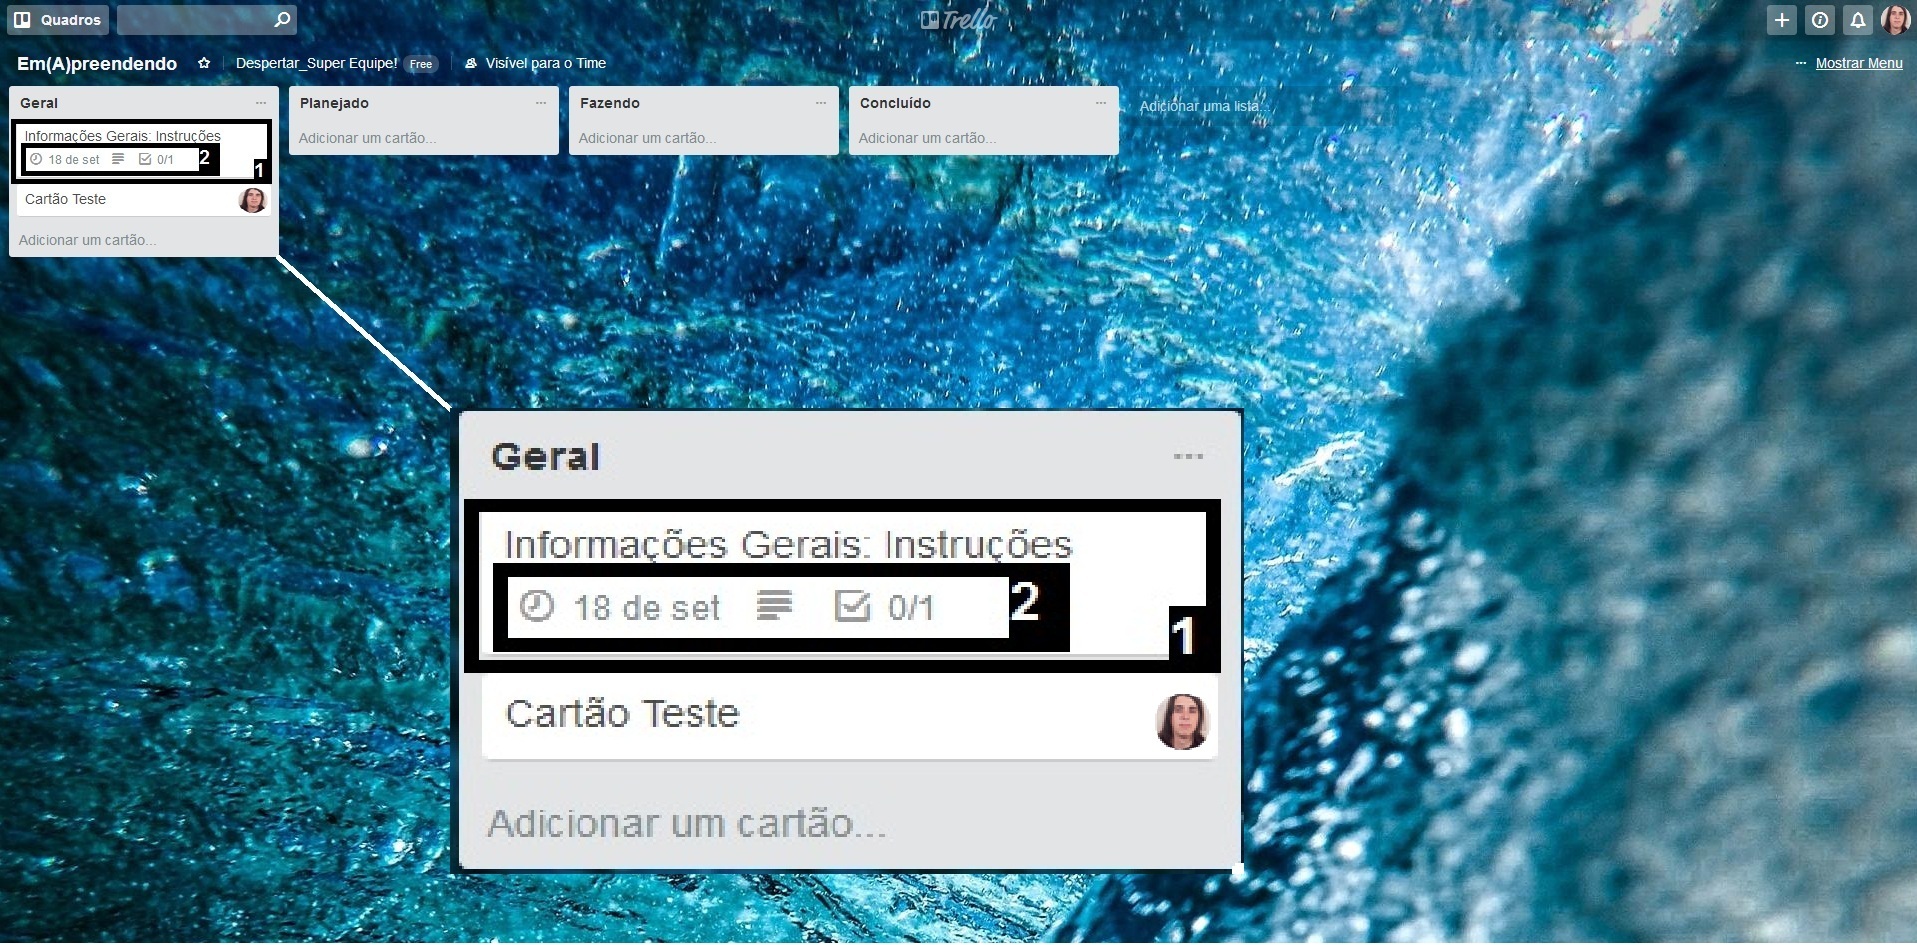 Quadros
Trello
Em(A)preendendo
Despertar_Super Equipe! Free
Visível para o Time
··· Mostrar Menu
Geral ···
Informações Gerais: Instruções
18 de set 0/1 2
1
Cartão Teste
Adicionar um cartão...
Planejado ···
Adicionar um cartão...
Fazendo ···
Adicionar um cartão...
Concluído ···
Adicionar um cartão...
Adicionar uma lista...
Geral ···
Informações Gerais: Instruções
18 de set 0/1 2
1
Cartão Teste
Adicionar um cartão...